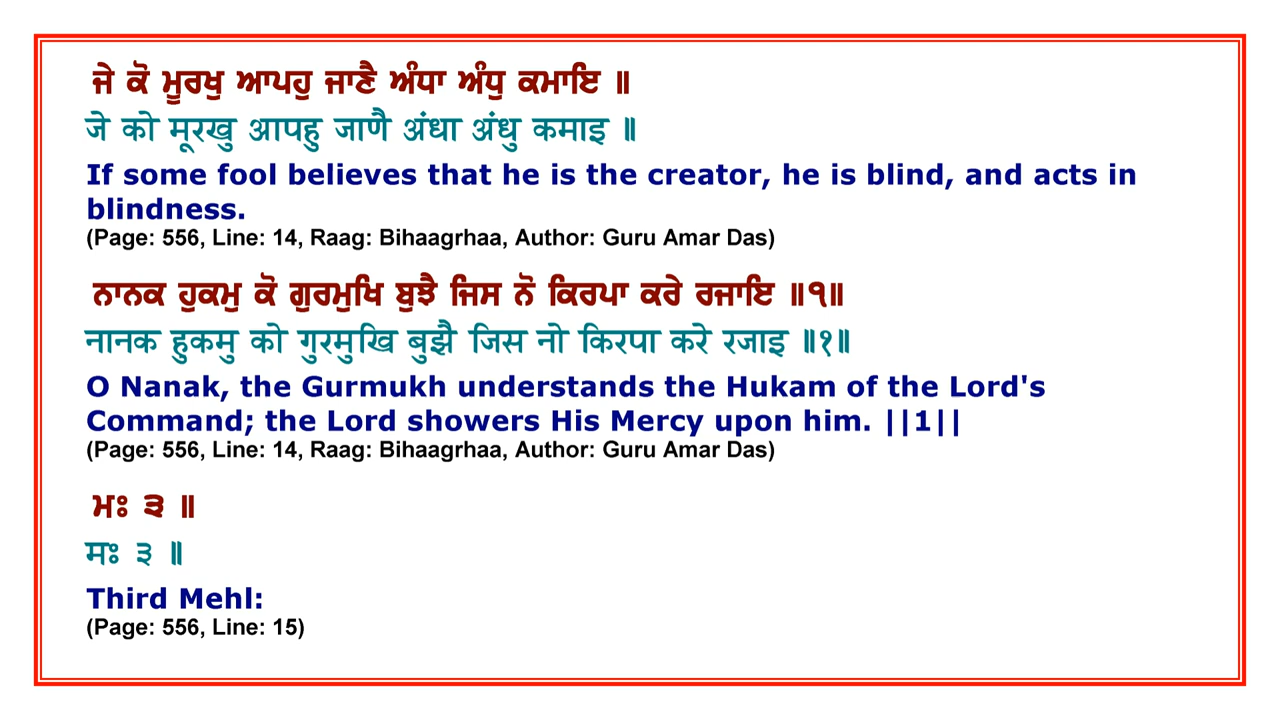 ਜੇ ਕੋ ਮੂਰਖੁ ਆਪਹੁ ਜਾਣੈ ਅੰਧਾ ਅੰਧੁ ਕਮਾਇ ॥
जे को मूरखु आपहु जाणै अंधा अंधु कमाइ ॥
If some fool believes that he is the creator, he is blind, and acts in
blindness.
(Page: 556, Line: 14, Raag: Bihaagrhaa, Author: Guru Amar Das)
ਨਾਨਕ ਹੁਕਮੁ ਕੋ ਗੁਰਮੁਖਿ ਬੁਝੈ ਜਿਸ ਨੋ ਕਿਰਪਾ ਕਰੇ ਰਜਾਇ ॥੧॥
नानक हुकमु को गुरमुखि बुझै जिस नो किरपा करे रजाइ ॥१॥
O Nanak, the Gurmukh understands the Hukam of the Lord's
Command; the Lord showers His Mercy upon him. ||1||
(Page: 556, Line: 14, Raag: Bihaagrhaa, Author: Guru Amar Das)
ਮਃ ੩ ॥
मः ३ ॥
Third Mehl:
(Page: 556, Line: 15)